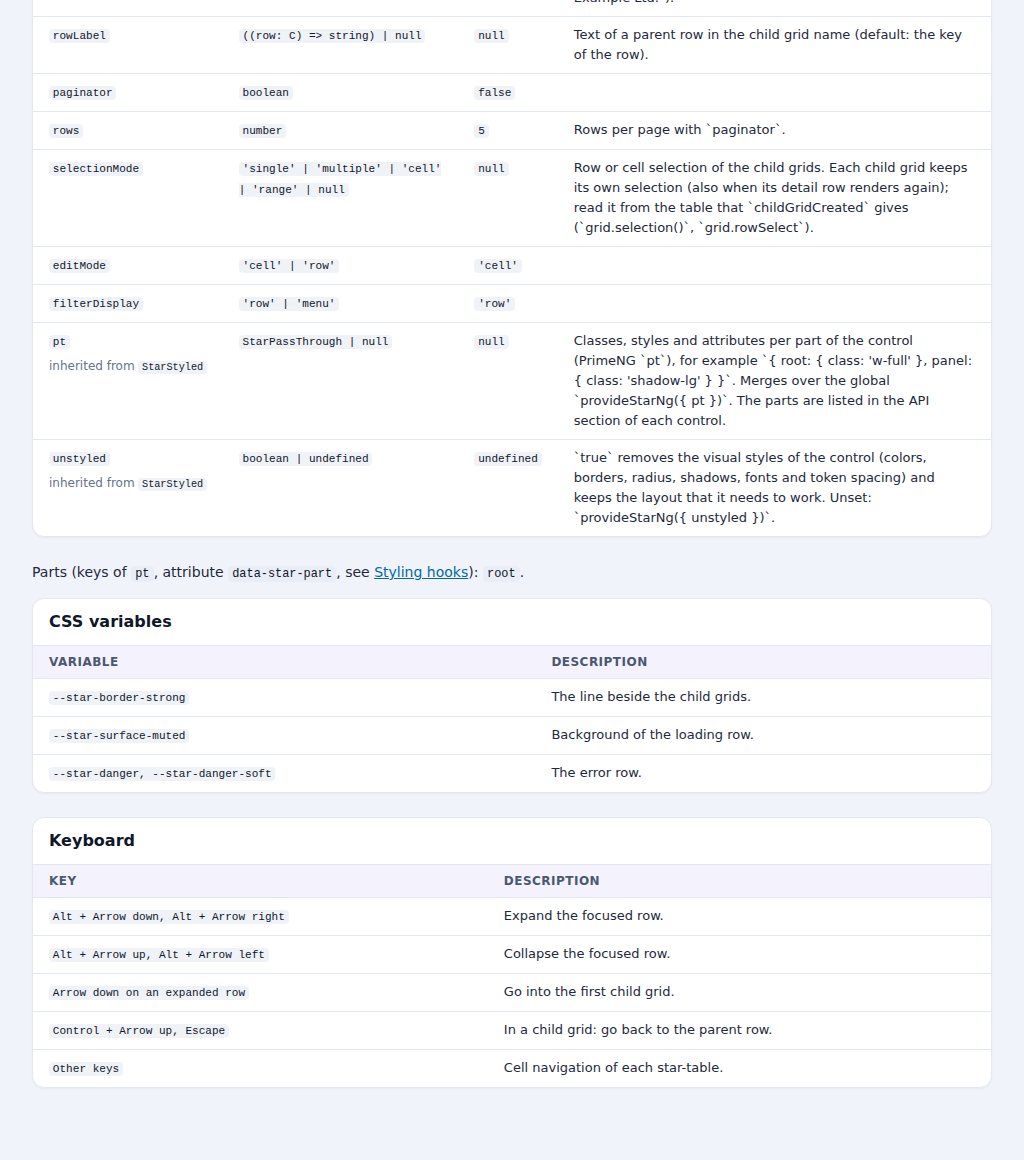 rowLabel ((row: C) => string) | null null Text of a parent row in the child grid name (default: the key
of the row).
paginator boolean false
rows number 5 Rows per page with `paginator`.
selectionMode 'single' | 'multiple' | 'cell' null Row or cell selection of the child grids. Each child grid keeps
| 'range' | null its own selection (also when its detail row renders again);
read it from the table that `childGridCreated` gives
(`grid.selection()`, `grid.rowSelect`).
editMode 'cell' | 'row' 'cell'
filterDisplay 'row' | 'menu' 'row'
pt StarPassThrough | null null Classes, styles and attributes per part of the control
inherited from StarStyled (PrimeNG `pt`), for example `{ root: { class: 'w-full' }, panel:
{ class: 'shadow-lg' } }`. Merges over the global
`provideStarNg({ pt })`. The parts are listed in the API
section of each control.
unstyled boolean | undefined undefined `true` removes the visual styles of the control (colors,
inherited from StarStyled borders, radius, shadows, fonts and token spacing) and
keeps the layout that it needs to work. Unset:
`provideStarNg({ unstyled })`.
Parts (keys of pt, attribute data-star-part, see Styling hooks): root.
CSS variables
VARIABLE DESCRIPTION
--star-border-strong The line beside the child grids.
--star-surface-muted Background of the loading row.
--star-danger, --star-danger-soft The error row.
Keyboard
KEY DESCRIPTION
Alt + Arrow down, Alt + Arrow right Expand the focused row.
Alt + Arrow up, Alt + Arrow left Collapse the focused row.
Arrow down on an expanded row Go into the first child grid.
Control + Arrow up, Escape In a child grid: go back to the parent row.
Other keys Cell navigation of each star-table.